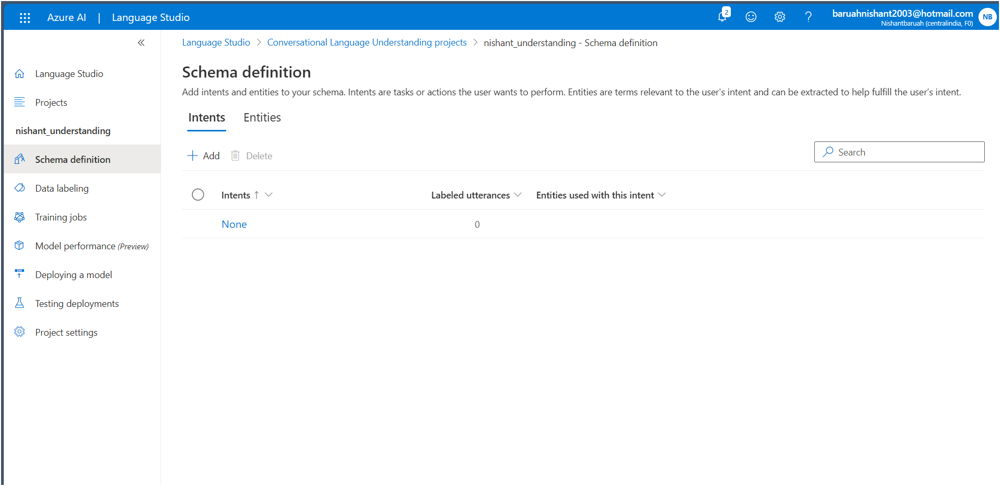 Azure AI | Language Studio
2
baruahnishant2003@hotmail.com
Nishantbaruah (centralindia, F0)
NB
Language Studio > Conversational Language Understanding projects > nishant_understanding - Schema definition
Language Studio
Projects
nishant_understanding
Schema definition
Data labeling
Training jobs
Model performance (Preview)
Deploying a model
Testing deployments
Project settings
Schema definition
Add intents and entities to your schema. Intents are tasks or actions the user wants to perform. Entities are terms relevant to the user's intent and can be extracted to help fulfill the user’s intent.
Intents Entities
Add Delete
Search
Intents ↑ Labeled utterances Entities used with this intent
None 0